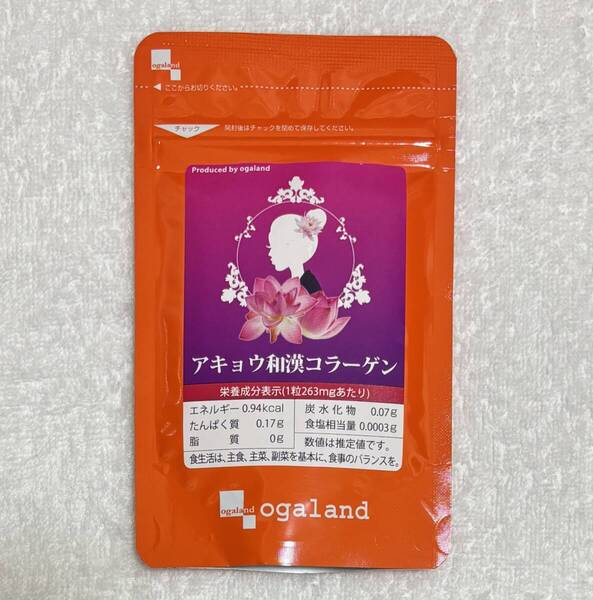 ogaland
ここからお切りください。
チャック
開封後はチャックを閉めて保存してください。
Produced by ogaland
アキョウ和漢コラーゲン
栄養成分表示(1粒263mgあたり)
エネルギー 0.94kcal
たんぱく質 0.17g
脂質 0g
炭水化物 0.07g
食塩相当量 0.0003g
数値は推定値です。
食生活は、主食、主菜、副菜を基本に、食事のバランスを。
ogaland
ogaland